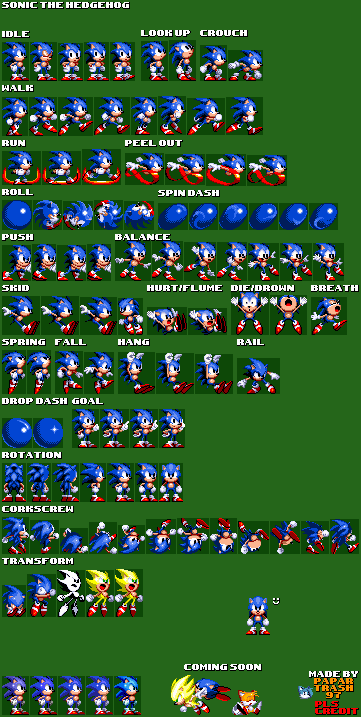 SONIC THE HEDGEHOG
IDLE
LOOK UP
CROUCH
WALK
RUN
PEEL OUT
ROLL
SPIN DASH
PUSH
BALANCE
SKID
HURT/FLUME
DIE/DROWN
BREATH
SPRING
FALL
HANG
RAIL
DROP DASH
GOAL
ROTATION
CORKSCREW
TRANSFORM
COMING SOON
MADE BY
PAPAR
TRASH
97
PLS
CREDIT